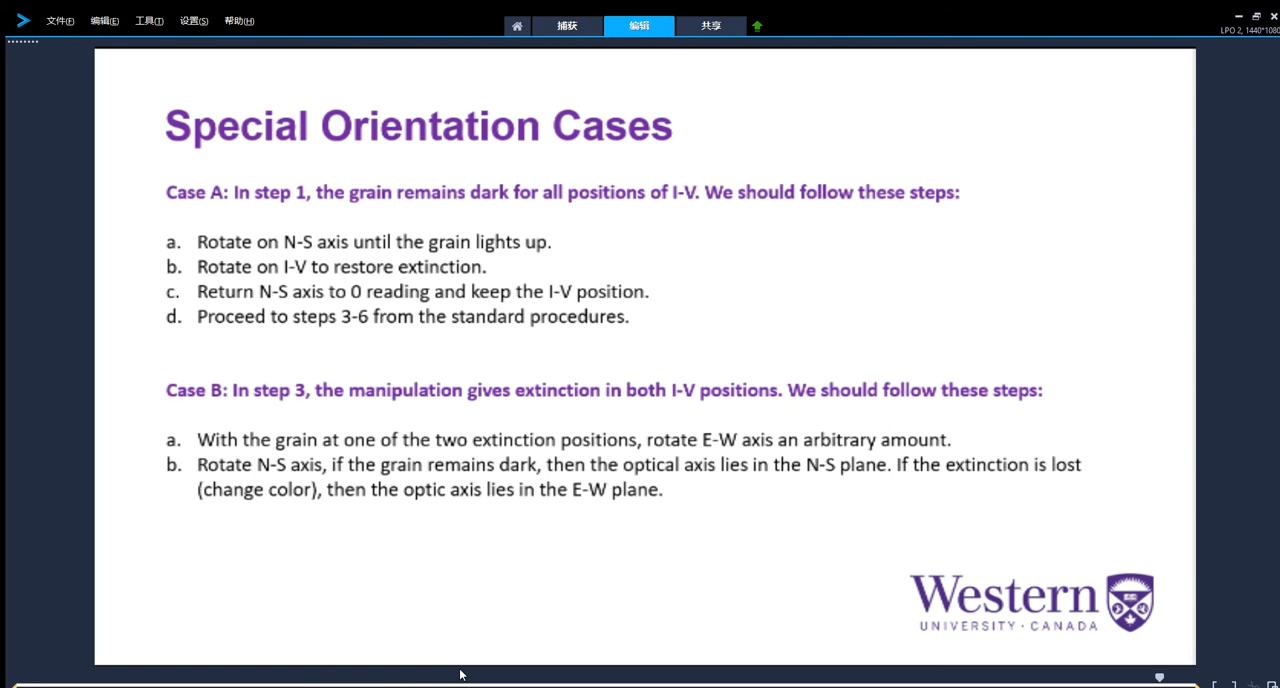 文件(F) 编辑(E) 工具(T) 设置(S) 帮助(H)
捕获 编辑 共享
LPO 2, 1440*1080
Special Orientation Cases
Case A: In step 1, the grain remains dark for all positions of I-V. We should follow these steps:
a. Rotate on N-S axis until the grain lights up.
b. Rotate on I-V to restore extinction.
c. Return N-S axis to 0 reading and keep the I-V position.
d. Proceed to steps 3-6 from the standard procedures.
Case B: In step 3, the manipulation gives extinction in both I-V positions. We should follow these steps:
a. With the grain at one of the two extinction positions, rotate E-W axis an arbitrary amount.
b. Rotate N-S axis, if the grain remains dark, then the optical axis lies in the N-S plane. If the extinction is lost
(change color), then the optic axis lies in the E-W plane.
Western
UNIVERSITY · CANADA